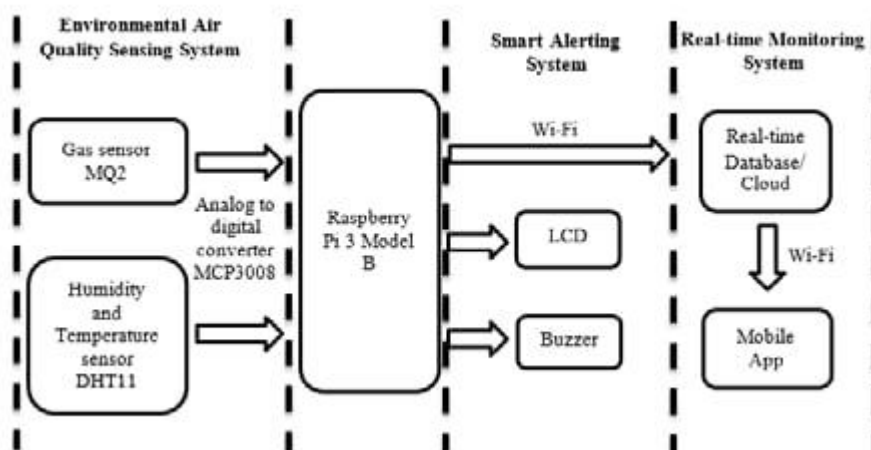 Environmental Air
Quality Sensing System
Smart Alerting
System
Real-time Monitoring
System
Gas sensor
MQ2
Analog to
digital
converter
MCP3008
Humidity
and
Temperature
sensor
DHT11
Raspberry
Pi 3 Model
B
Wi-Fi
LCD
Buzzer
Real-time
Database/
Cloud
Wi-Fi
Mobile
App